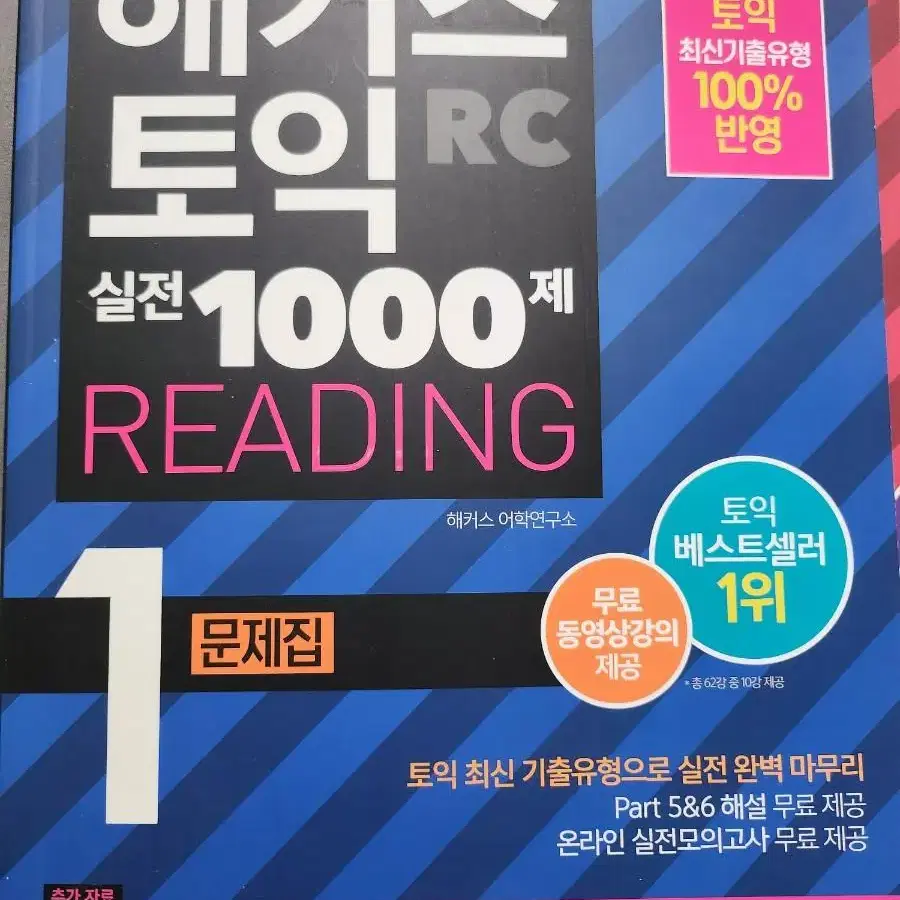 해커스
토익 RC
실전 1000제
READING
해커스 어학연구소
토익
최신기출유형
100%
반영
1
문제집
무료
동영상강의
제공
토익
베스트셀러
1위
* 총 62강 중 10강 제공
토익 최신 기출유형으로 실전 완벽 마무리
Part 5&6 해설 무료 제공
온라인 실전모의고사 무료 제공
추가 자료